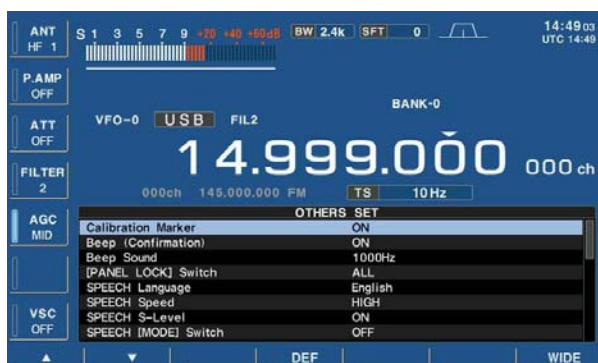 ANT
HF 1
S 1 3 5 7 9 +20 +40 +60dB
BW 2.4k
SFT 0
14:49 03
UTC 14:49
P.AMP
OFF
BANK-0
ATT
OFF
VFO-0 USB FIL2
14.999.000 000 ch
FILTER
2
000ch 145.000.000 FM
TS 10Hz
AGC
MID
OTHERS SET
Calibration Marker ON
Beep (Confirmation) ON
Beep Sound 1000Hz
[PANEL LOCK] Switch ALL
SPEECH Language English
SPEECH Speed HIGH
SPEECH S-Level ON
SPEECH [MODE] Switch OFF
VSC
OFF
DEF
WIDE